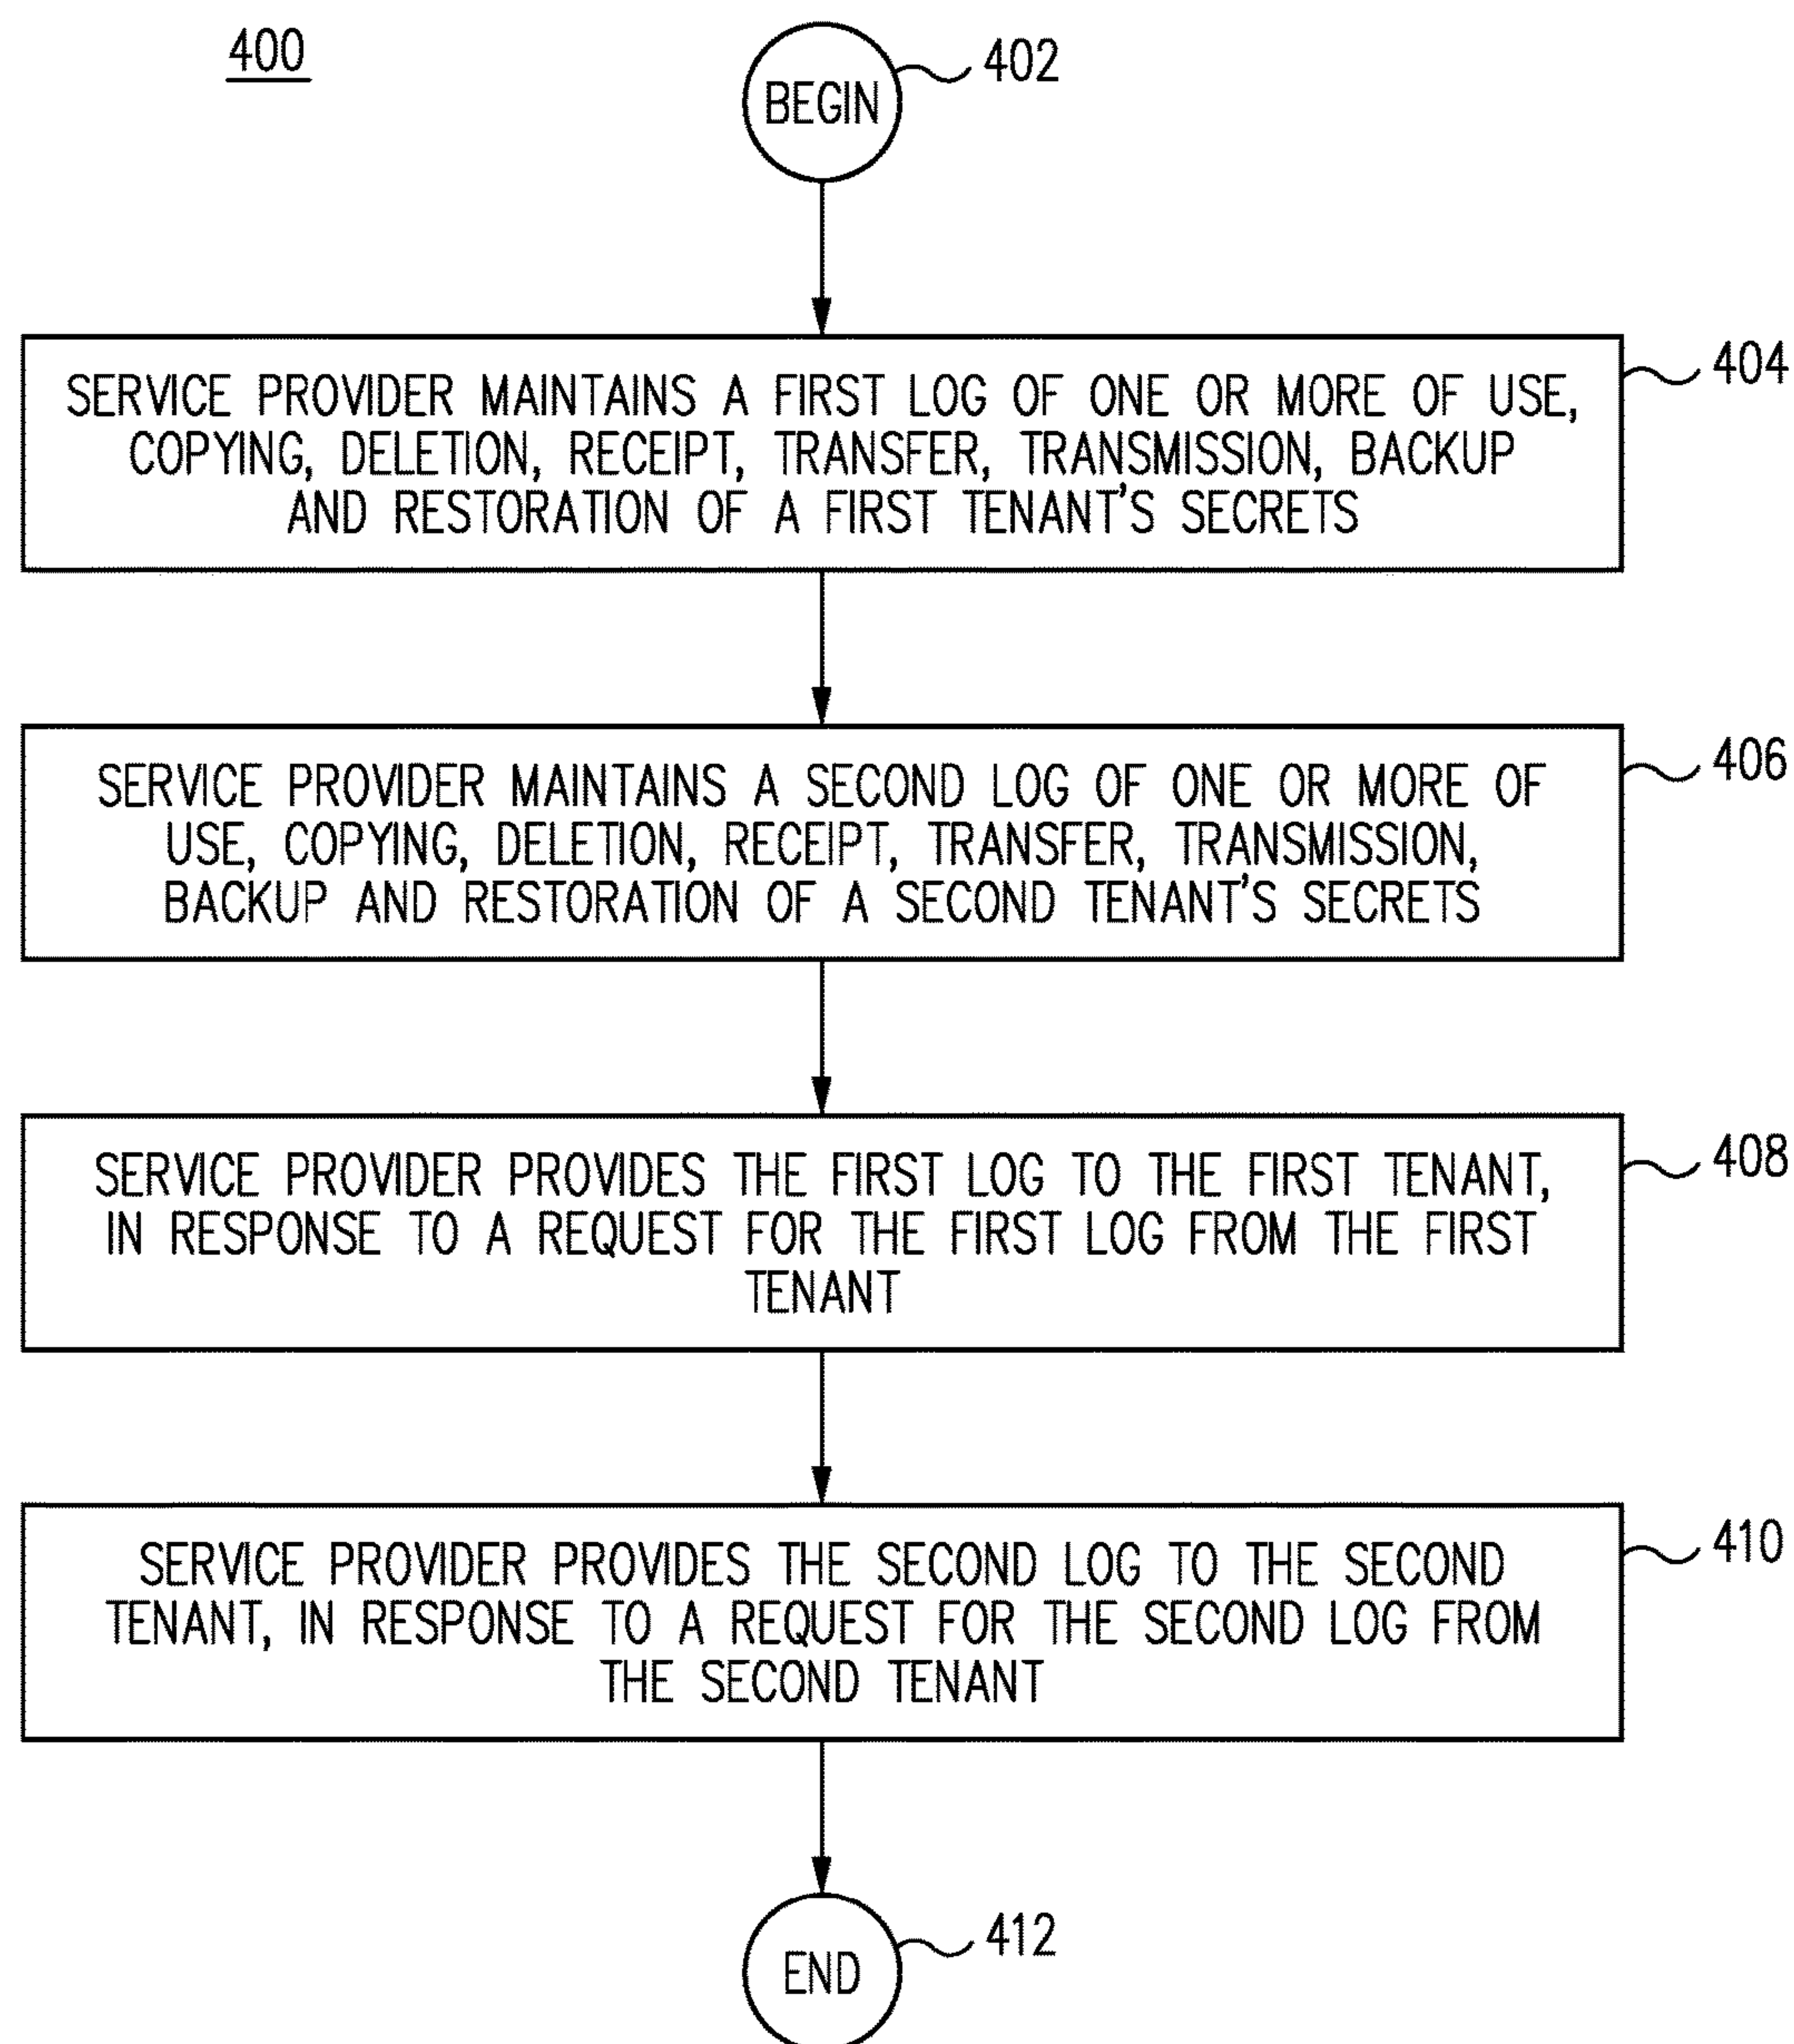 400
BEGIN
402
404
SERVICE PROVIDER MAINTAINS A FIRST LOG OF ONE OR MORE OF USE,
COPYING, DELETION, RECEIPT, TRANSFER, TRANSMISSION, BACKUP
AND RESTORATION OF A FIRST TENANT'S SECRETS
406
SERVICE PROVIDER MAINTAINS A SECOND LOG OF ONE OR MORE OF
USE, COPYING, DELETION, RECEIPT, TRANSFER, TRANSMISSION,
BACKUP AND RESTORATION OF A SECOND TENANT'S SECRETS
408
SERVICE PROVIDER PROVIDES THE FIRST LOG TO THE FIRST TENANT,
IN RESPONSE TO A REQUEST FOR THE FIRST LOG FROM THE FIRST
TENANT
410
SERVICE PROVIDER PROVIDES THE SECOND LOG TO THE SECOND
TENANT, IN RESPONSE TO A REQUEST FOR THE SECOND LOG FROM
THE SECOND TENANT
END
412